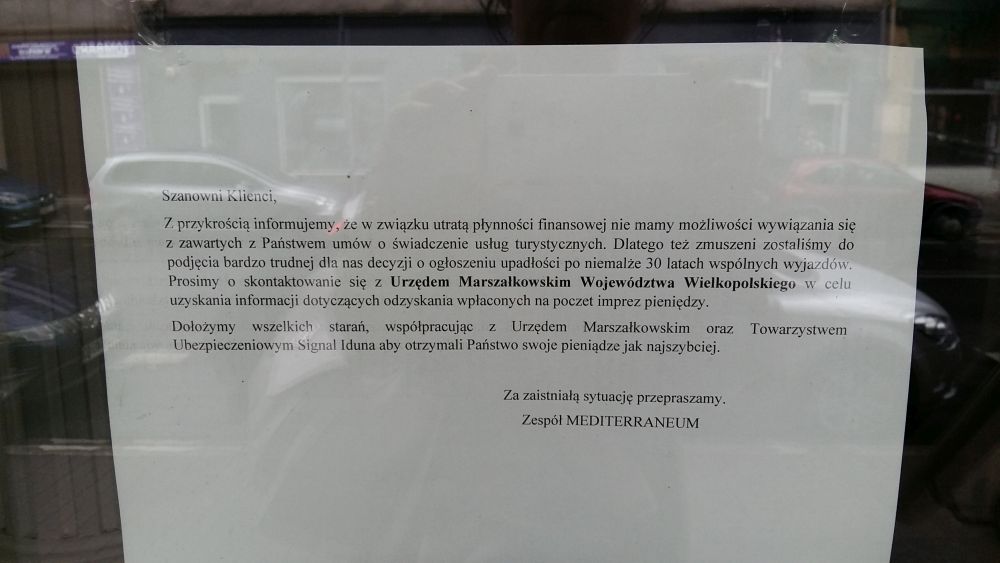 Szanowni Klienci,
Z przykrością informujemy, że w związku utratą płynności finansowej nie mamy możliwości wywiązania się
z zawartych z Państwem umów o świadczenie usług turystycznych. Dlatego też zmuszeni zostaliśmy do
podjęcia bardzo trudnej dla nas decyzji o ogłoszeniu upadłości po niemalże 30 latach wspólnych wyjazdów.
Prosimy o skontaktowanie się z Urzędem Marszałkowskim Województwa Wielkopolskiego w celu
uzyskania informacji dotyczących odzyskania wpłaconych na poczet imprez pieniędzy.
Dołożymy wszelkich starań, współpracując z Urzędem Marszałkowskim oraz Towarzystwem
Ubezpieczeniowym Signal Iduna aby otrzymali Państwo swoje pieniądze jak najszybciej.
Za zaistniałą sytuację przepraszamy.
Zespół MEDITERRANEUM